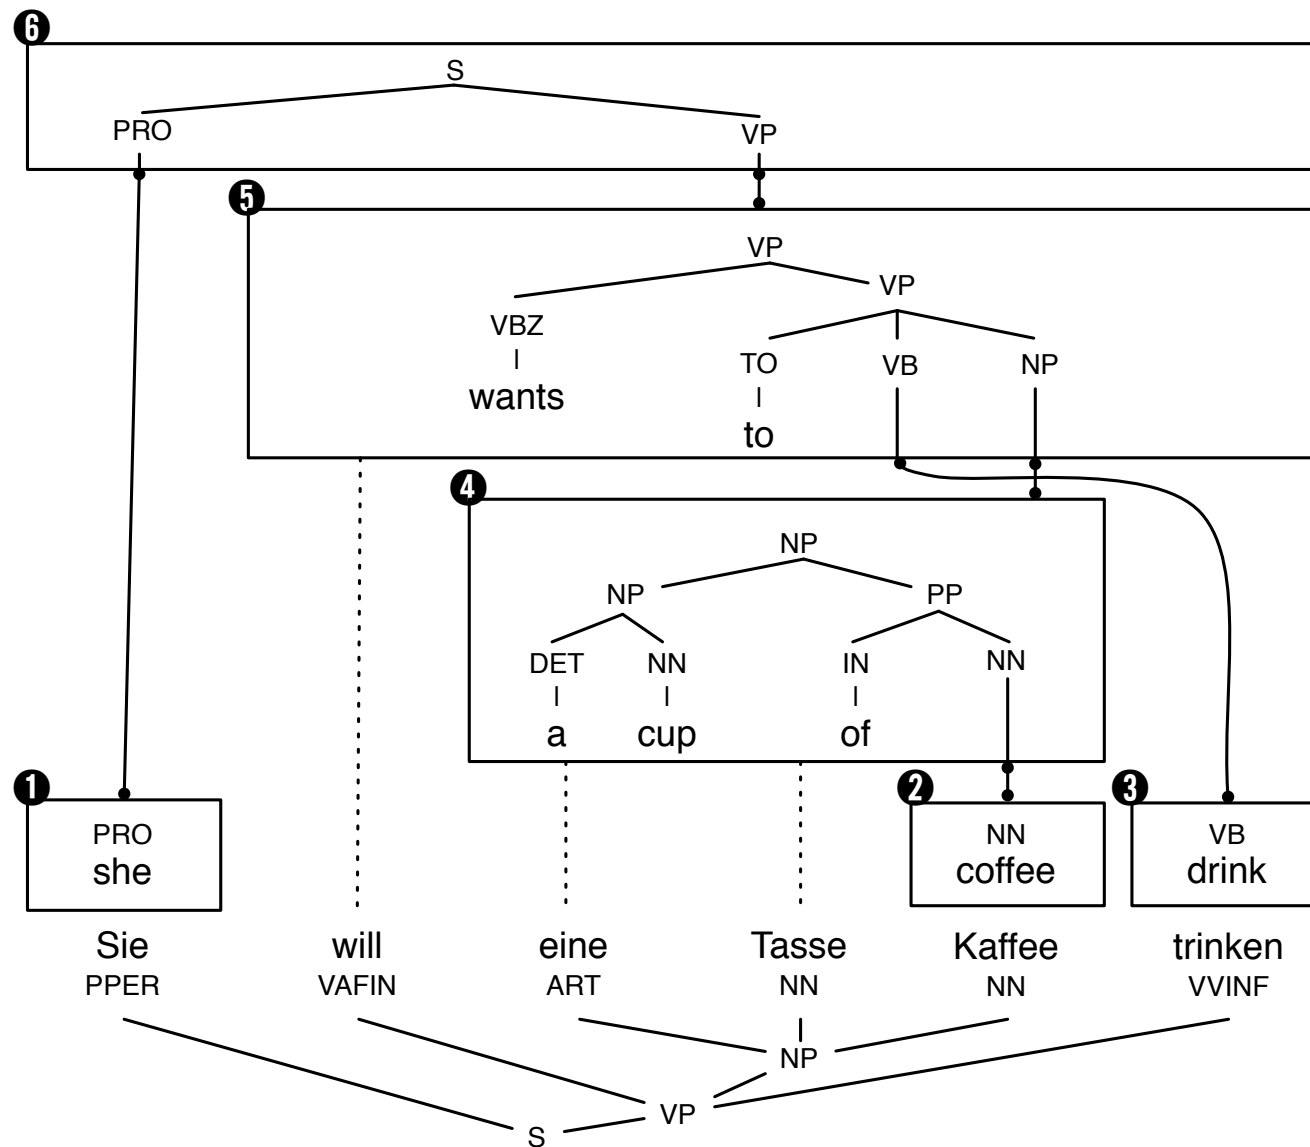 6
S
PRO VP
5
VP
VP
VBZ
TO VB NP
wants
to
4
NP
NP PP
DET NN IN NN
a cup of
1 2 3
PRO NN VB
she coffee drink
Sie will eine Tasse Kaffee trinken
PPER VAFIN ART NN NN VVINF
NP
VP
S